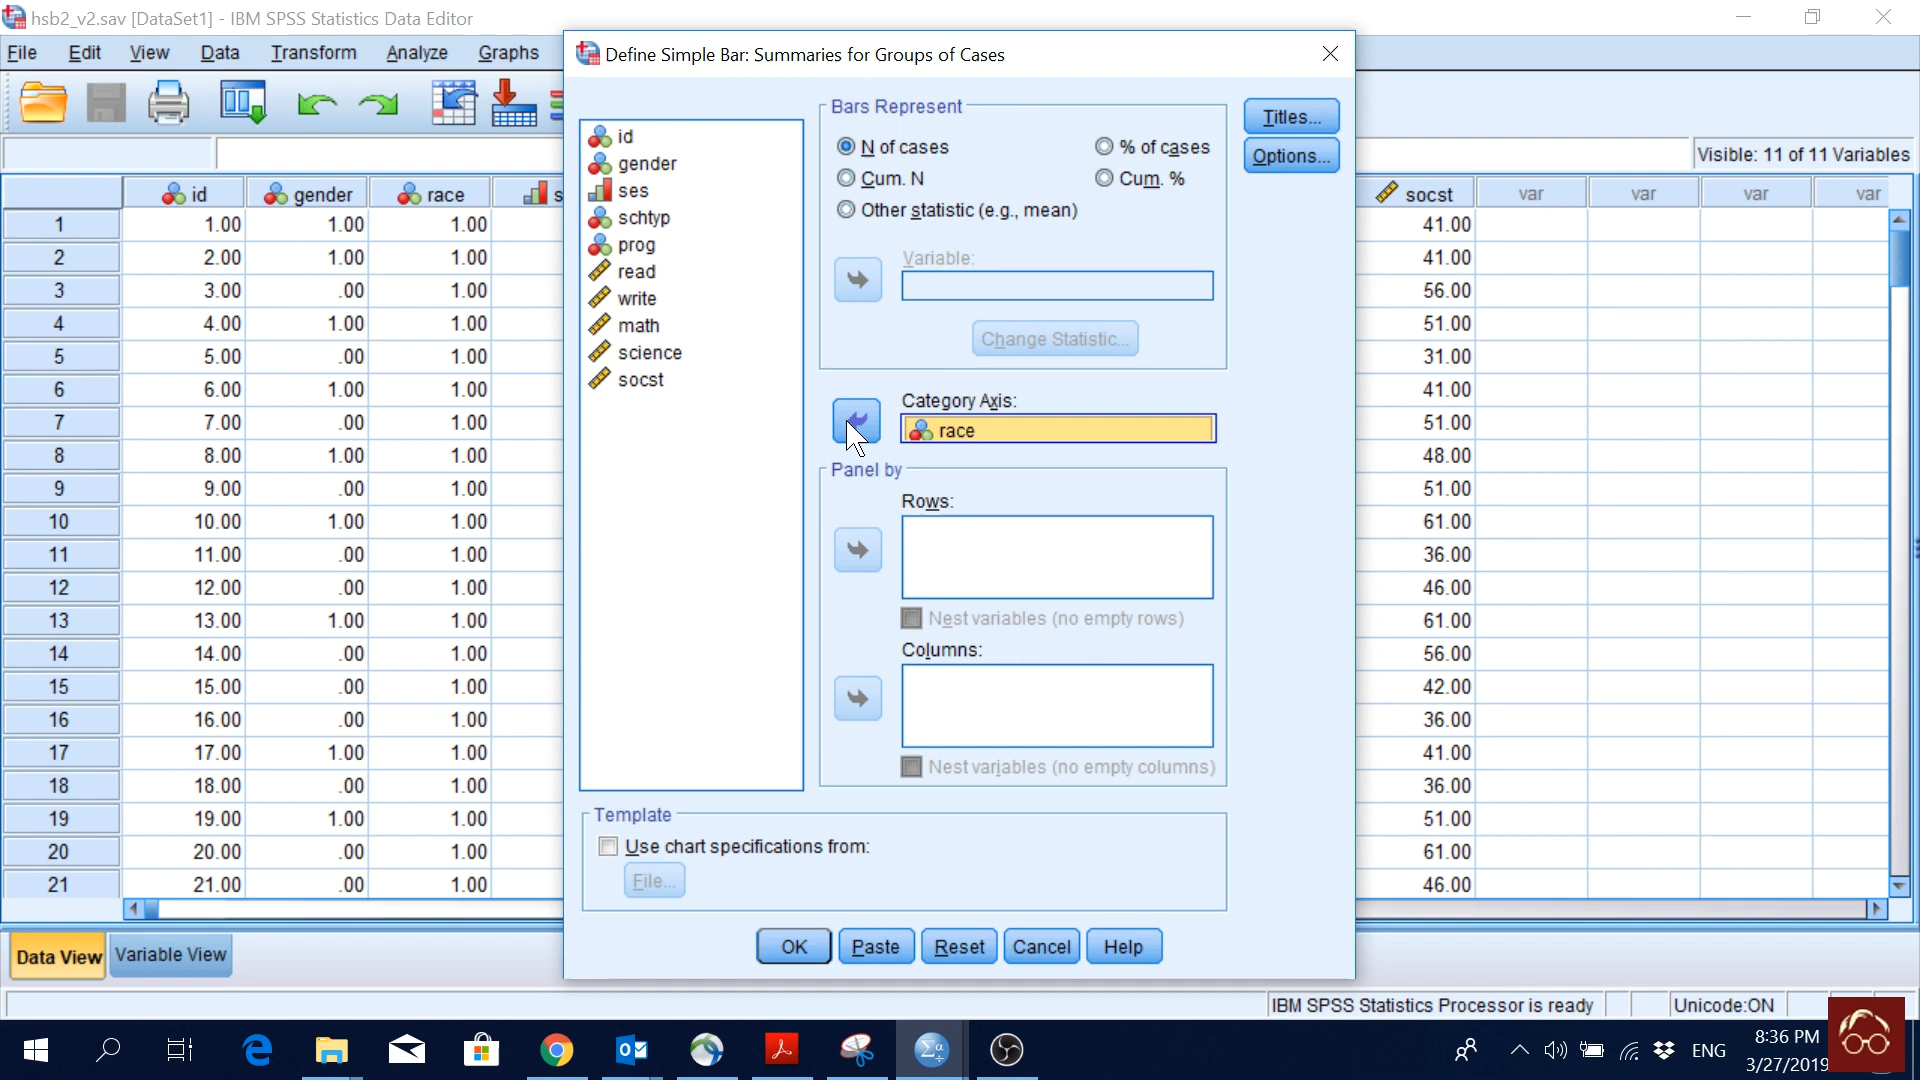 hsb2_v2.sav [DataSet1] - IBM SPSS Statistics Data Editor
File Edit View Data Transform Analyze Graphs
Define Simple Bar: Summaries for Groups of Cases
Visible: 11 of 11 Variables
id gender race s socst var var var var
1 1.00 1.00 1.00 41.00
2 2.00 1.00 1.00 41.00
3 3.00 .00 1.00 56.00
4 4.00 1.00 1.00 51.00
5 5.00 .00 1.00 31.00
6 6.00 1.00 1.00 41.00
7 7.00 .00 1.00 51.00
8 8.00 1.00 1.00 48.00
9 9.00 .00 1.00 51.00
10 10.00 1.00 1.00 61.00
11 11.00 .00 1.00 36.00
12 12.00 .00 1.00 46.00
13 13.00 1.00 1.00 61.00
14 14.00 .00 1.00 56.00
15 15.00 .00 1.00 42.00
16 16.00 .00 1.00 36.00
17 17.00 1.00 1.00 41.00
18 18.00 .00 1.00 36.00
19 19.00 1.00 1.00 51.00
20 20.00 .00 1.00 61.00
21 21.00 .00 1.00 46.00
id
gender
ses
schtyp
prog
read
write
math
science
socst
Bars Represent
N of cases % of cases
Cum. N Cum. %
Other statistic (e.g., mean)
Variable:
Change Statistic...
Titles...
Options...
Category Axis:
race
Panel by
Rows:
Nest variables (no empty rows)
Columns:
Nest variables (no empty columns)
Template
Use chart specifications from:
File...
OK Paste Reset Cancel Help
Data View Variable View
IBM SPSS Statistics Processor is ready Unicode:ON
ENG
8:36 PM
3/27/2019